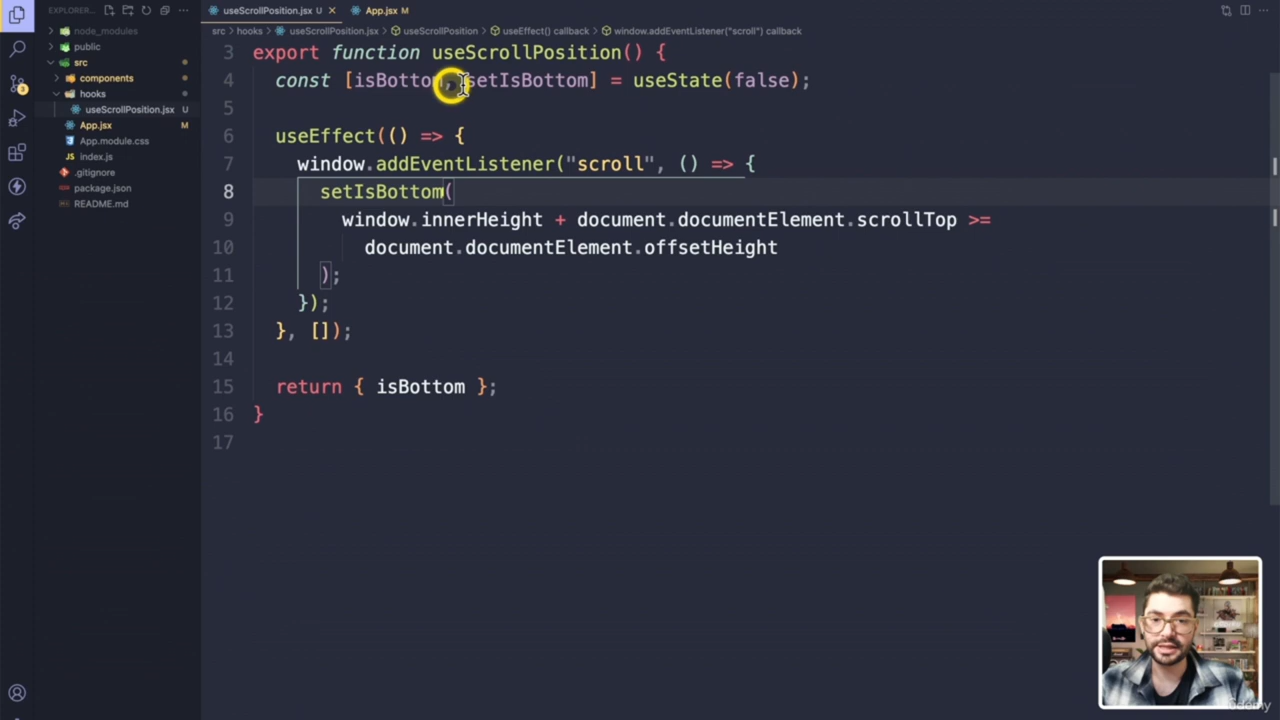 EXPLORER...
useScrollPosition.jsx U
App.jsx M
src > hooks > useScrollPosition.jsx > useScrollPosition > useEffect() callback > window.addEventListener("scroll") callback
node_modules
public
src
components
hooks
useScrollPosition.jsx U
App.jsx M
App.module.css
index.js
.gitignore
package.json
README.md
3 export function useScrollPosition() {
4 const [isBottom, setIsBottom] = useState(false);
5
6 useEffect(() => {
7 window.addEventListener("scroll", () => {
8 setIsBottom(
9 window.innerHeight + document.documentElement.scrollTop >=
10 document.documentElement.offsetHeight
11 );
12 });
13 }, []);
14
15 return { isBottom };
16 }
17
3
Udemy